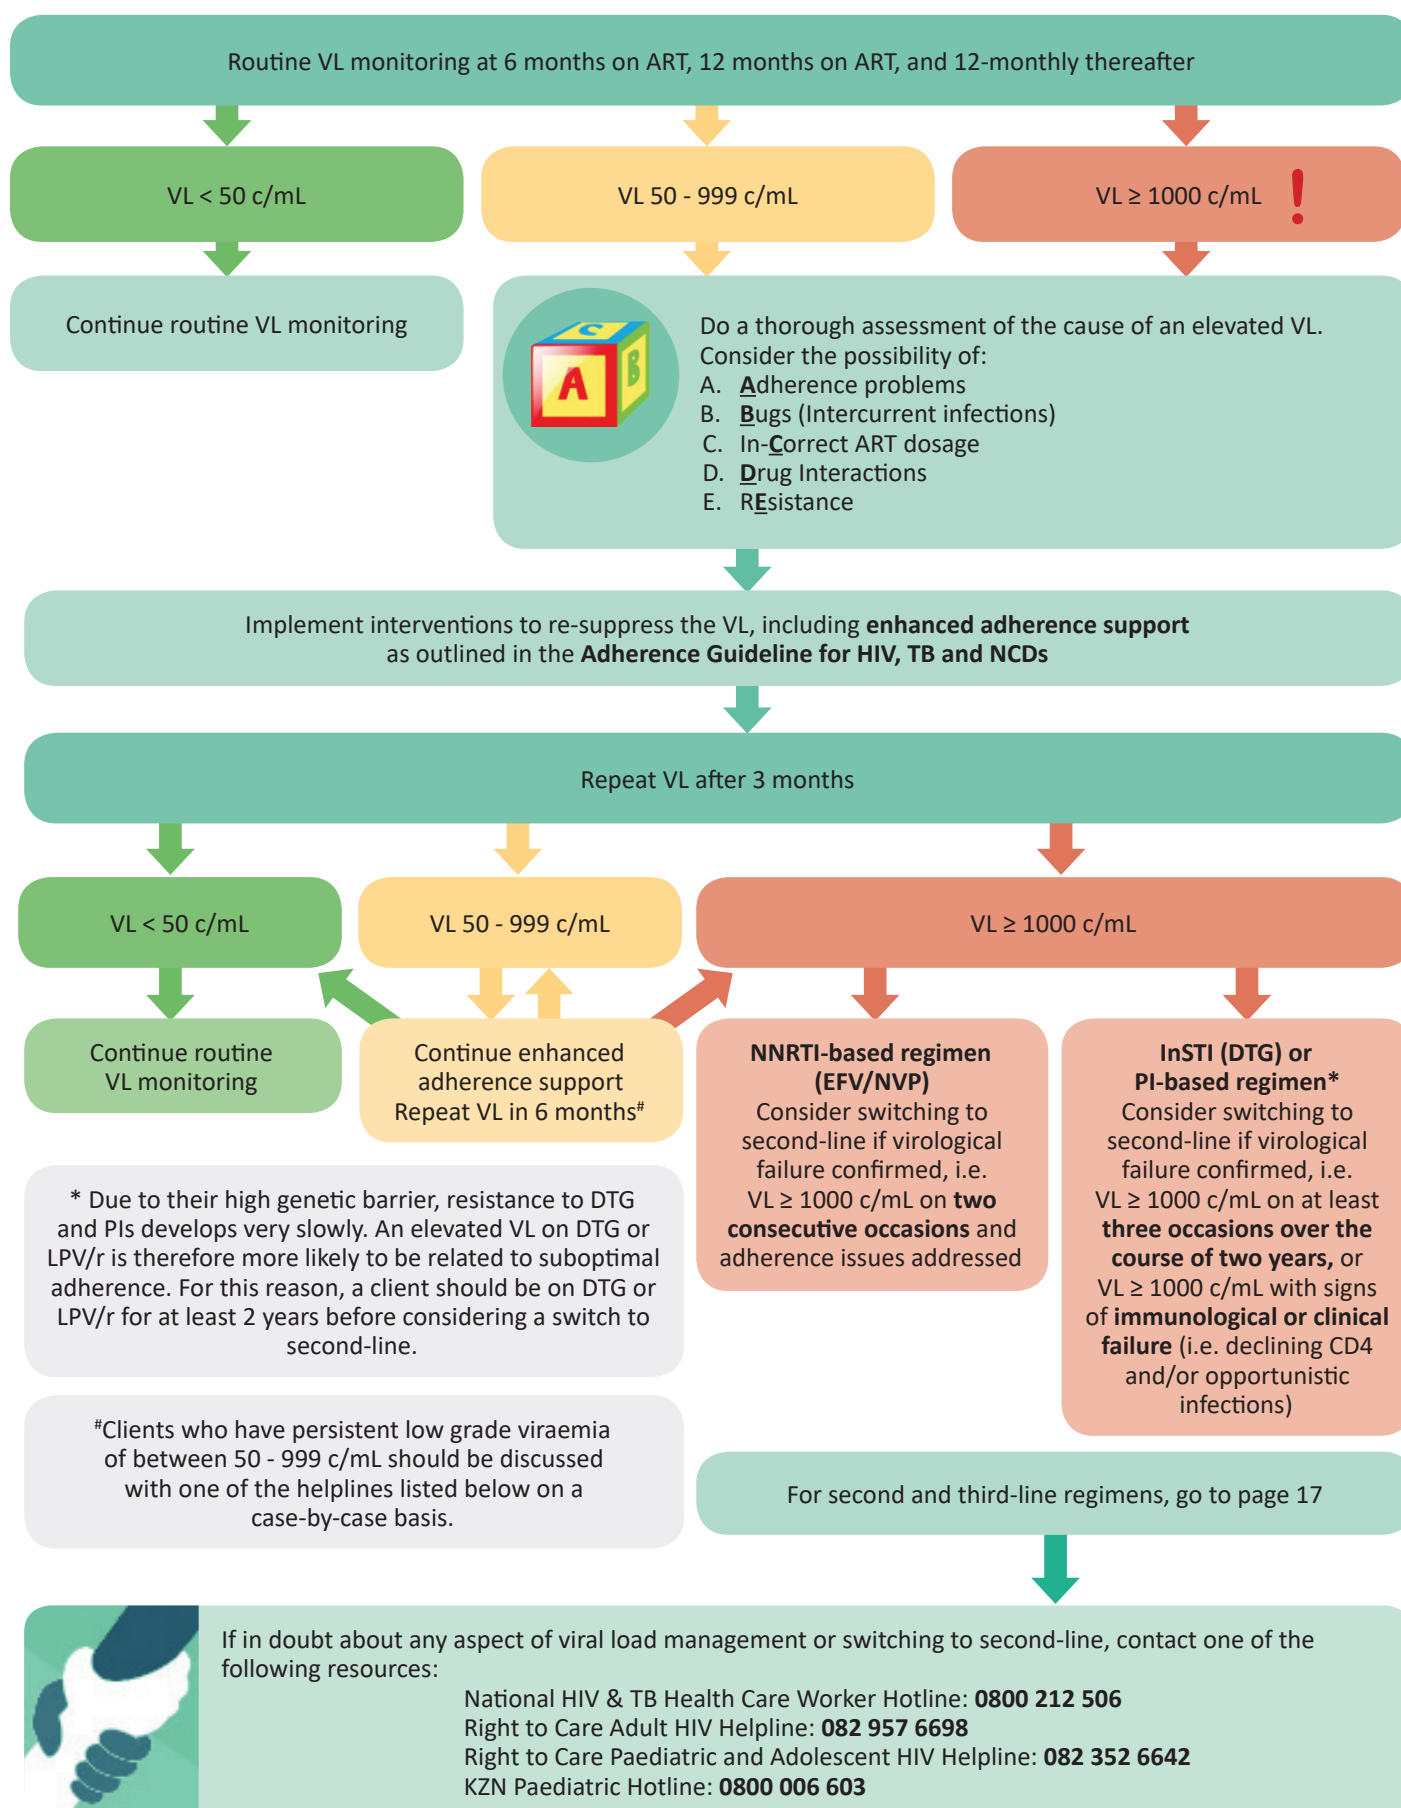 Routine VL monitoring at 6 months on ART, 12 months on ART, and 12-monthly thereafter
VL < 50 c/mL
VL 50 - 999 c/mL
VL ≥ 1000 c/mL !
Continue routine VL monitoring
C
A
B
Do a thorough assessment of the cause of an elevated VL.
Consider the possibility of:
A. Adherence problems
B. Bugs (Intercurrent infections)
C. In-Correct ART dosage
D. Drug Interactions
E. REsistance
Implement interventions to re-suppress the VL, including enhanced adherence support
as outlined in the Adherence Guideline for HIV, TB and NCDs
Repeat VL after 3 months
VL < 50 c/mL
VL 50 - 999 c/mL
VL ≥ 1000 c/mL
Continue routine
VL monitoring
Continue enhanced
adherence support
Repeat VL in 6 months#
NNRTI-based regimen
(EFV/NVP)
Consider switching to
second-line if virological
failure confirmed, i.e.
VL ≥ 1000 c/mL on two
consecutive occasions and
adherence issues addressed
InSTI (DTG) or
PI-based regimen*
Consider switching to
second-line if virological
failure confirmed, i.e.
VL ≥ 1000 c/mL on at least
three occasions over the
course of two years, or
VL ≥ 1000 c/mL with signs
of immunological or clinical
failure (i.e. declining CD4
and/or opportunistic
infections)
* Due to their high genetic barrier, resistance to DTG
and PIs develops very slowly. An elevated VL on DTG or
LPV/r is therefore more likely to be related to suboptimal
adherence. For this reason, a client should be on DTG or
LPV/r for at least 2 years before considering a switch to
second-line.
#Clients who have persistent low grade viraemia
of between 50 - 999 c/mL should be discussed
with one of the helplines listed below on a
case-by-case basis.
For second and third-line regimens, go to page 17
If in doubt about any aspect of viral load management or switching to second-line, contact one of the
following resources:
National HIV & TB Health Care Worker Hotline: 0800 212 506
Right to Care Adult HIV Helpline: 082 957 6698
Right to Care Paediatric and Adolescent HIV Helpline: 082 352 6642
KZN Paediatric Hotline: 0800 006 603